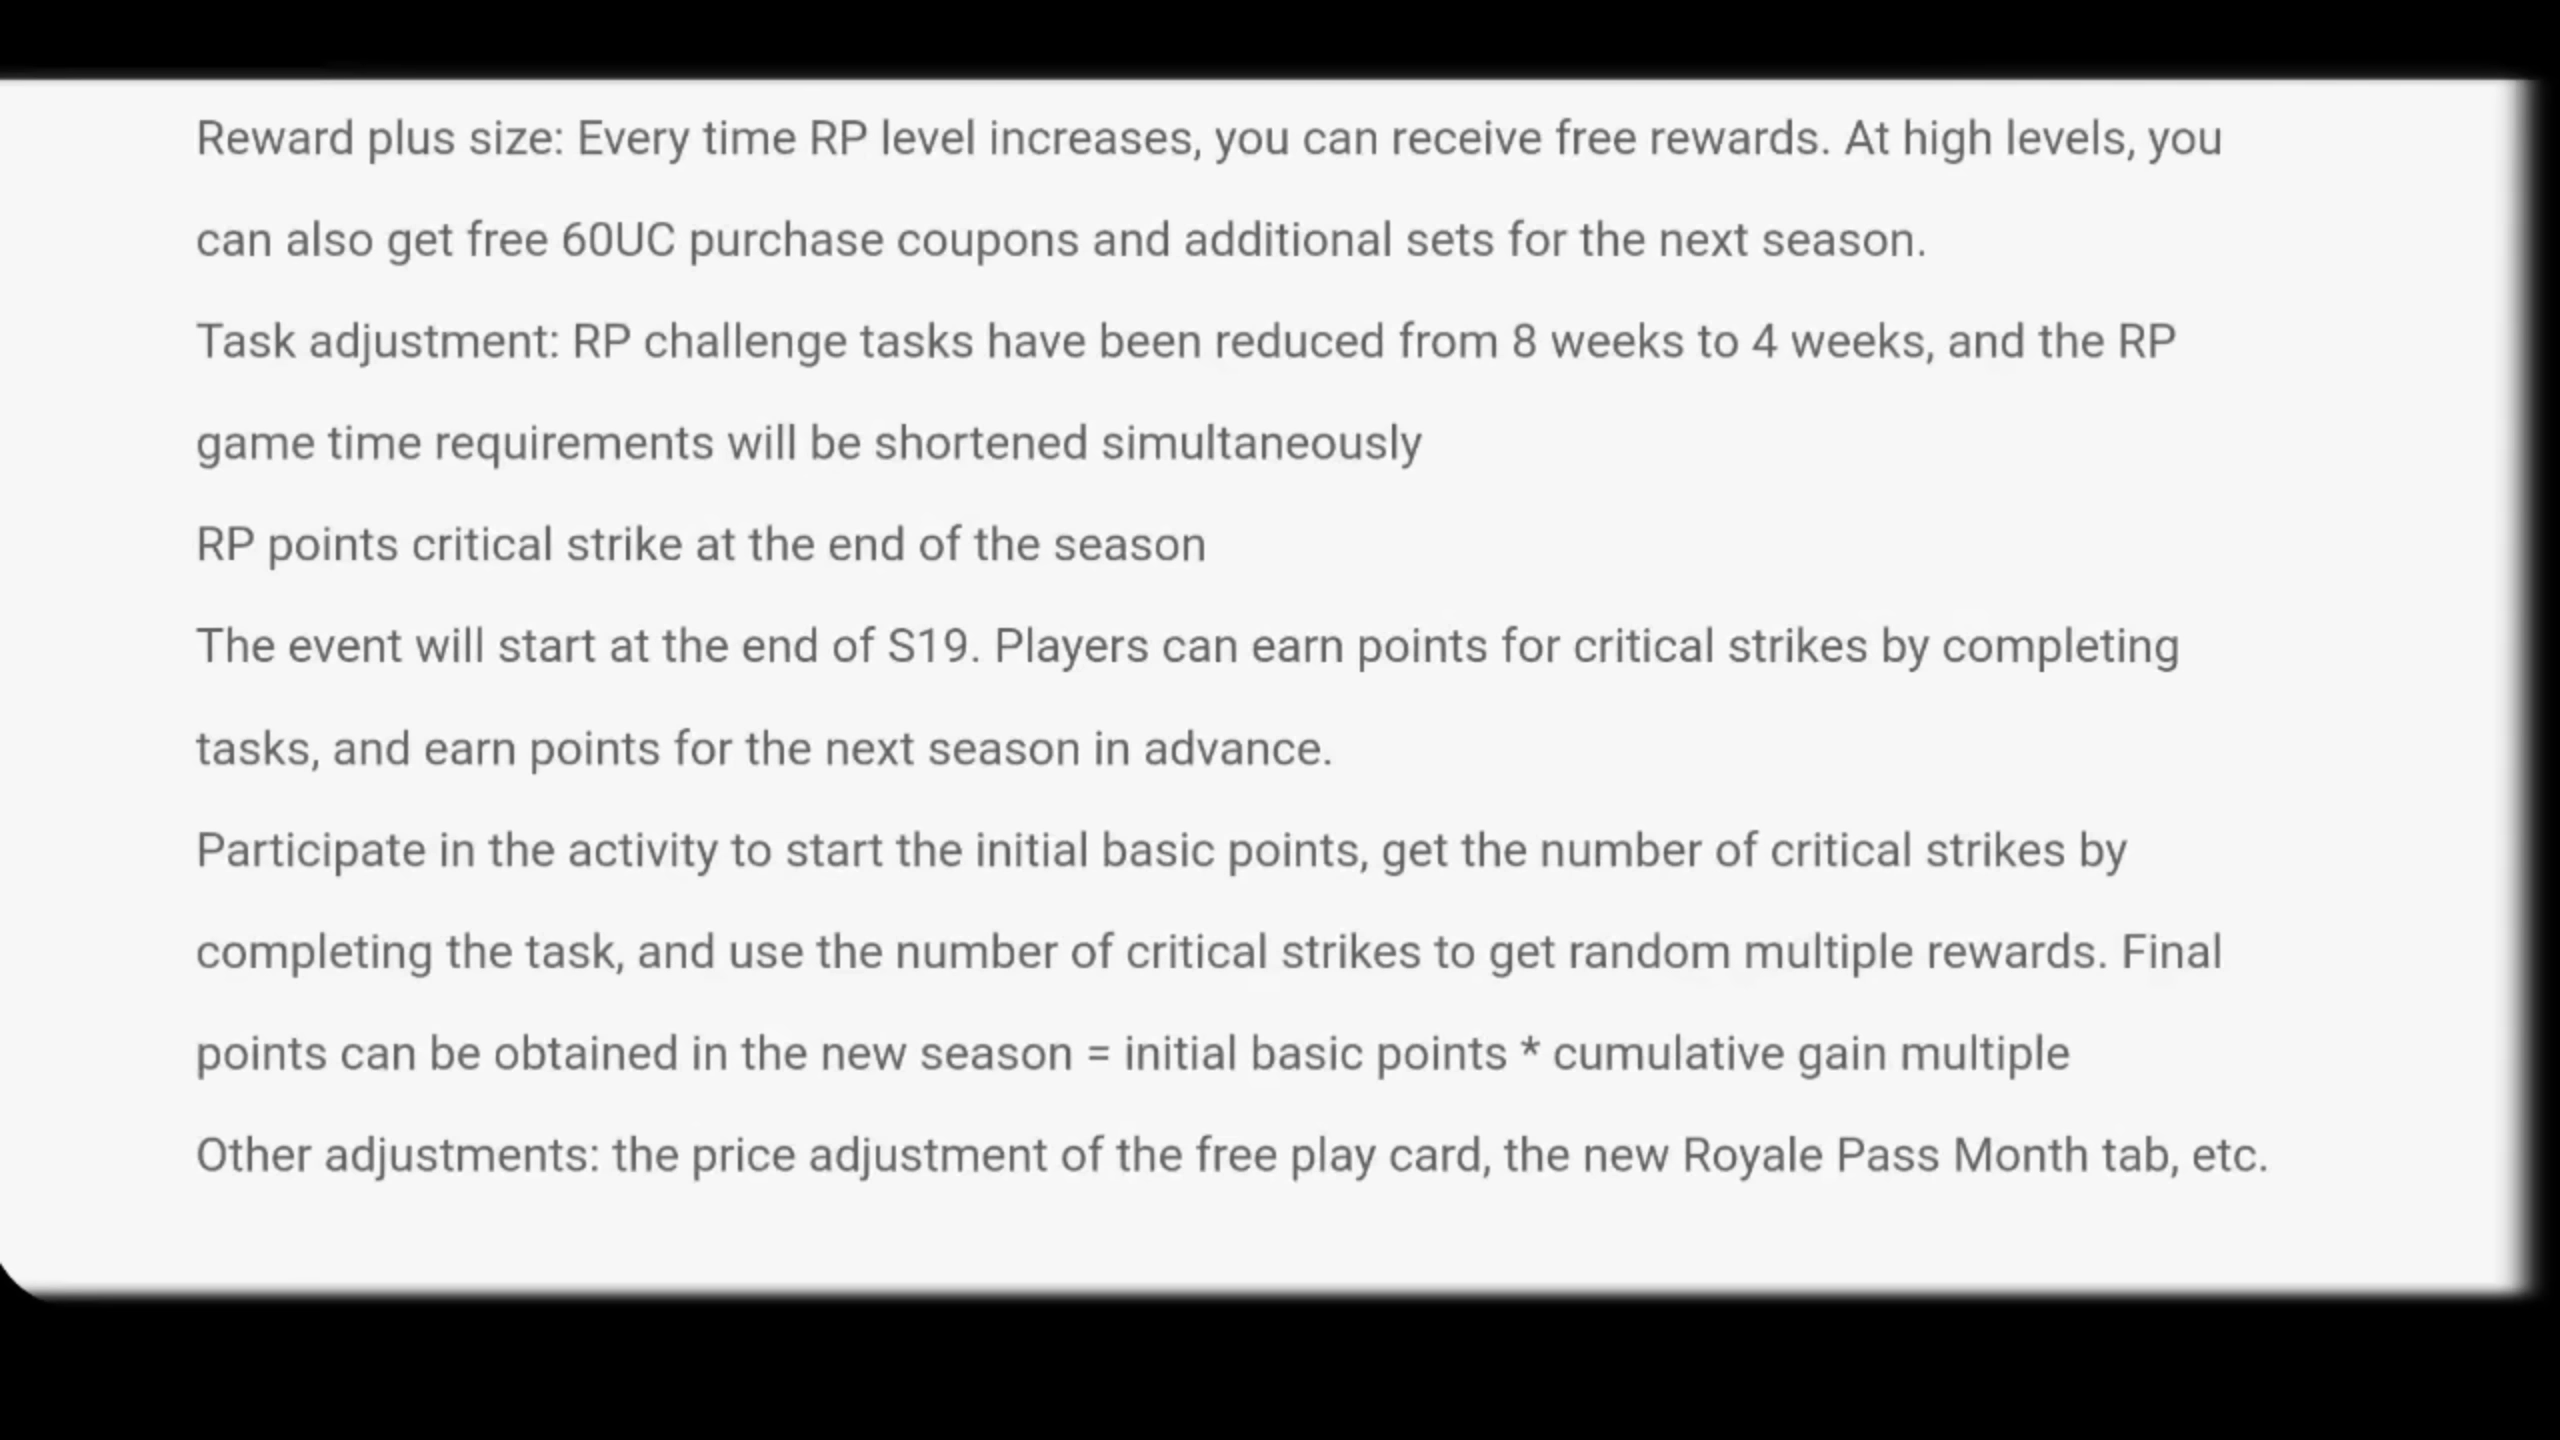 Reward plus size: Every time RP level increases, you can receive free rewards. At high levels, you
can also get free 60UC purchase coupons and additional sets for the next season.
Task adjustment: RP challenge tasks have been reduced from 8 weeks to 4 weeks, and the RP
game time requirements will be shortened simultaneously
RP points critical strike at the end of the season
The event will start at the end of S19. Players can earn points for critical strikes by completing
tasks, and earn points for the next season in advance.
Participate in the activity to start the initial basic points, get the number of critical strikes by
completing the task, and use the number of critical strikes to get random multiple rewards. Final
points can be obtained in the new season = initial basic points * cumulative gain multiple
Other adjustments: the price adjustment of the free play card, the new Royale Pass Month tab, etc.